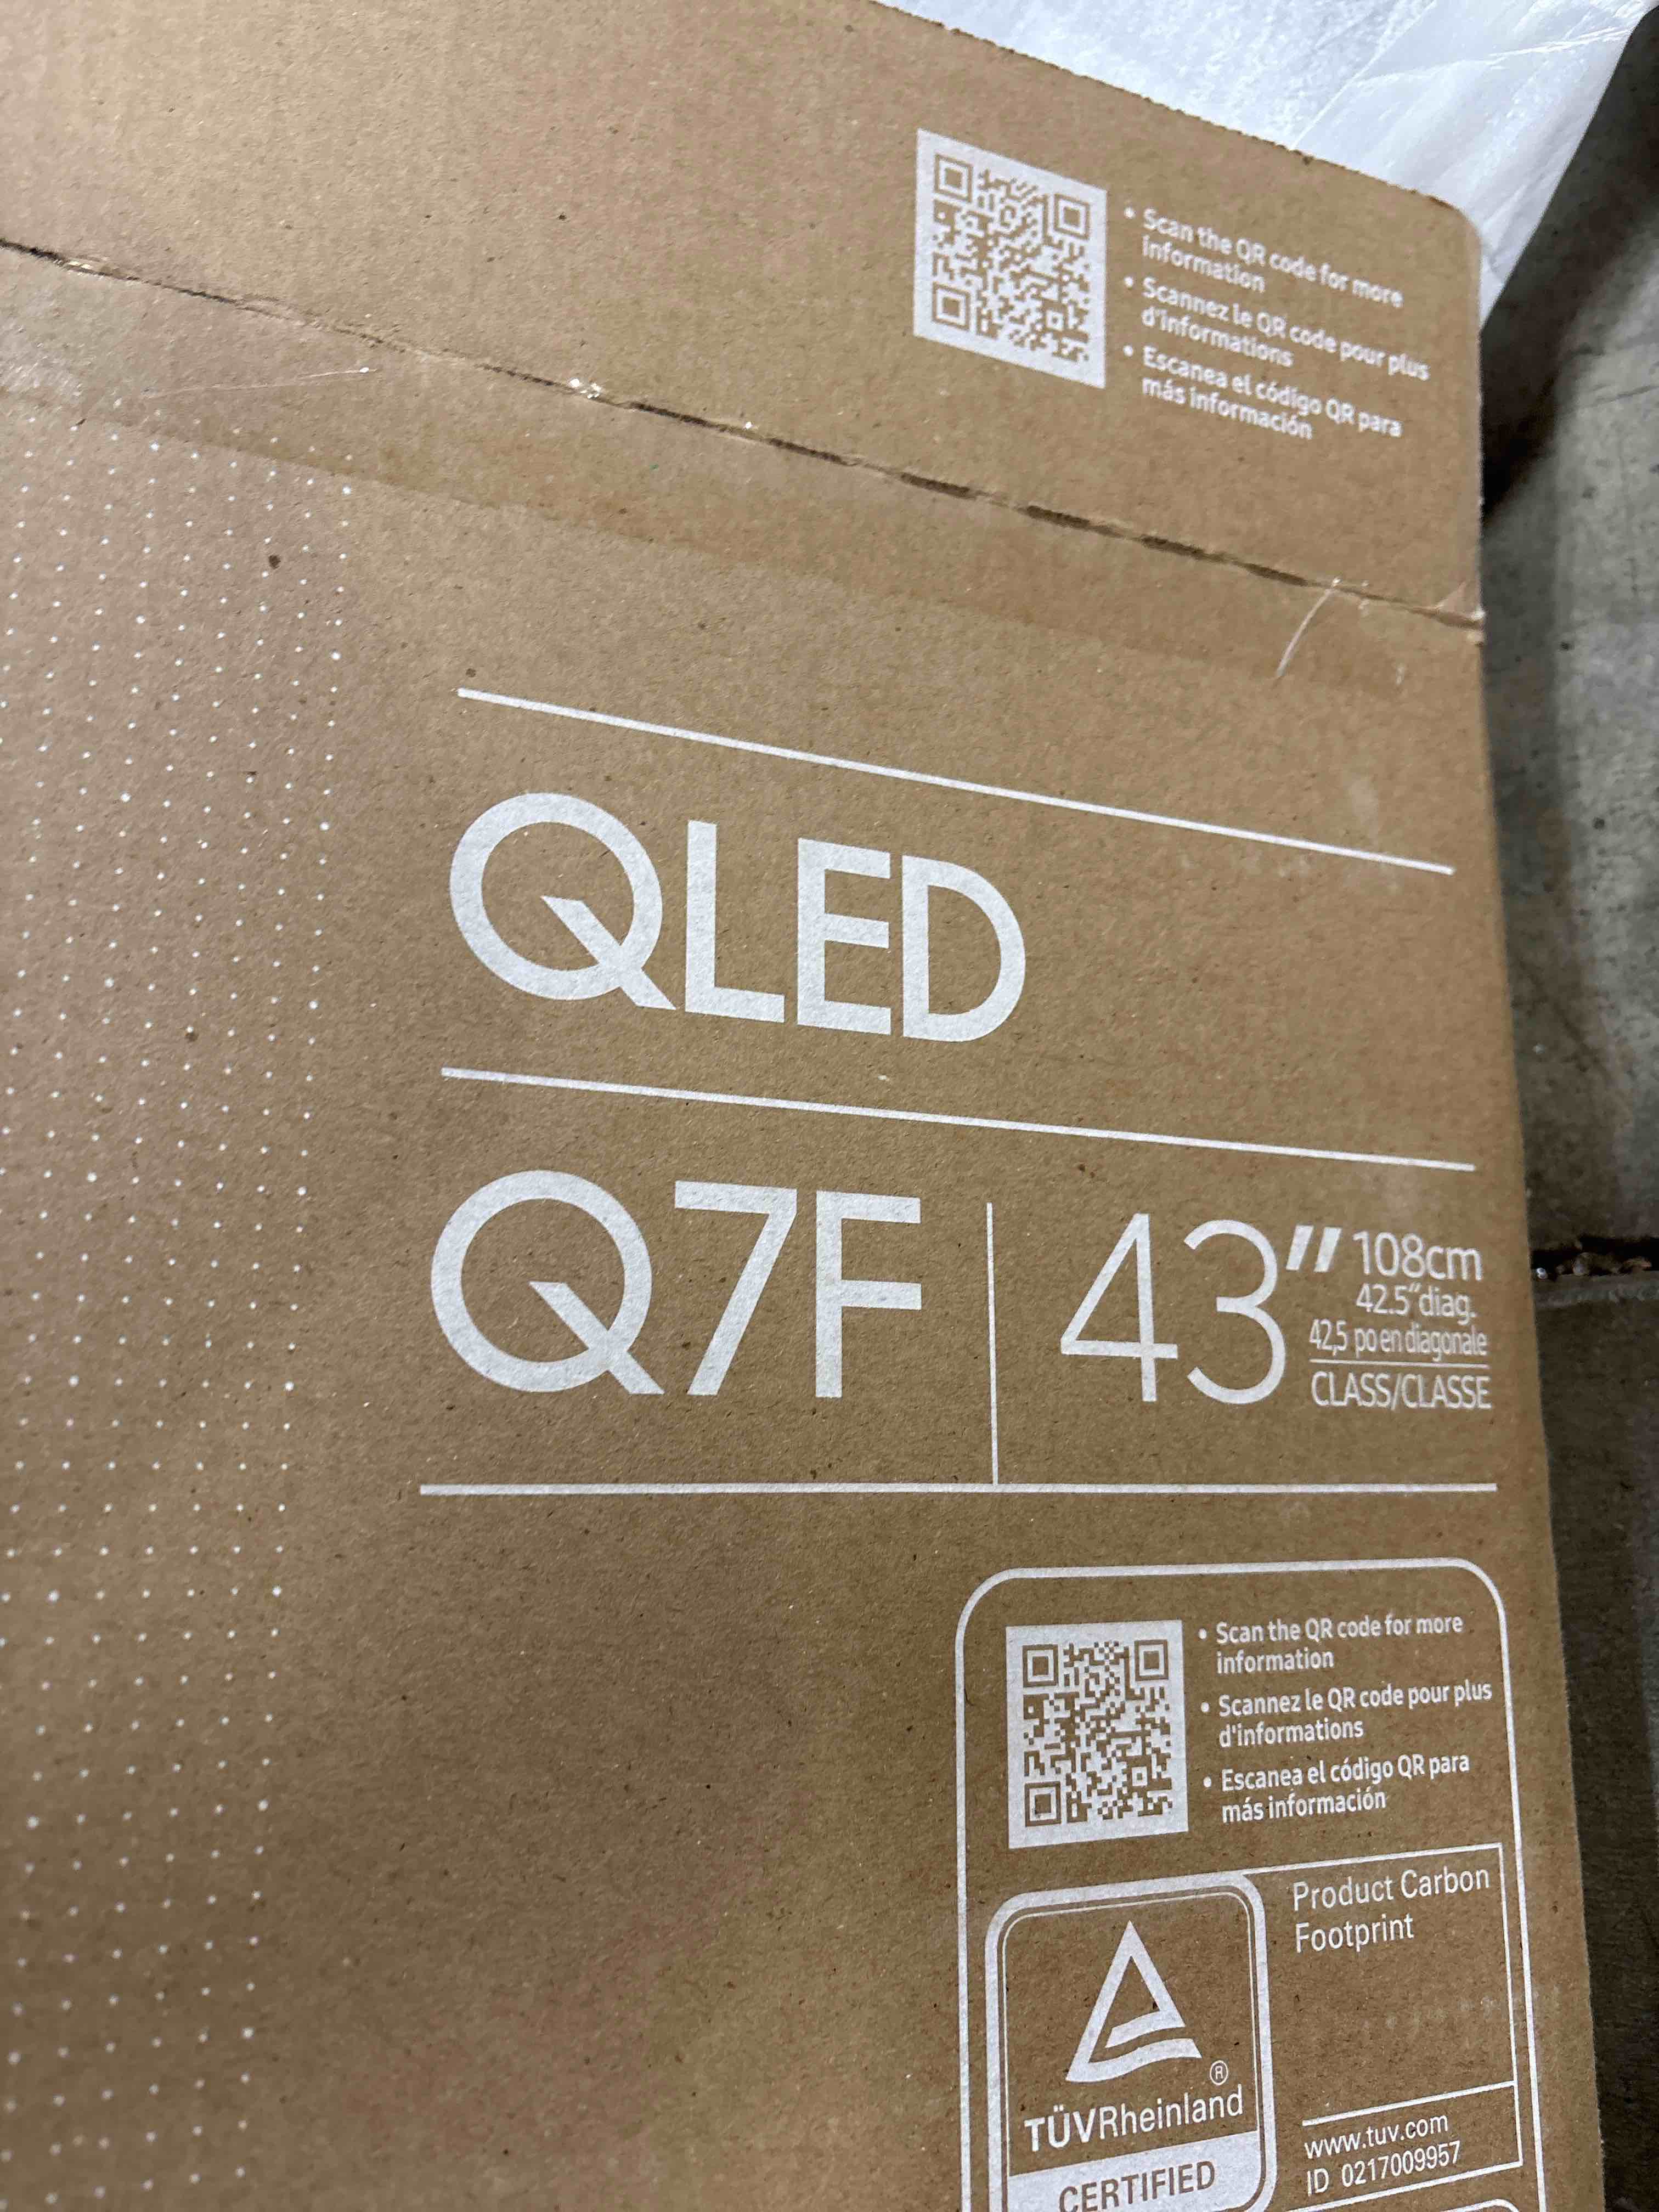 • Scan the QR code for more
information
• Scannez le QR code pour plus
d'informations
• Escanea el código QR para
más información
QLED
Q7F
43"
108cm
42.5"diag.
42,5 po en diagonale
CLASS/CLASSE
• Scan the QR code for more
information
• Scannez le QR code pour plus
d'informations
• Escanea el código QR para
más información
Product Carbon
Footprint
®
TÜVRheinland
CERTIFIED
www.tuv.com
ID 0217009957